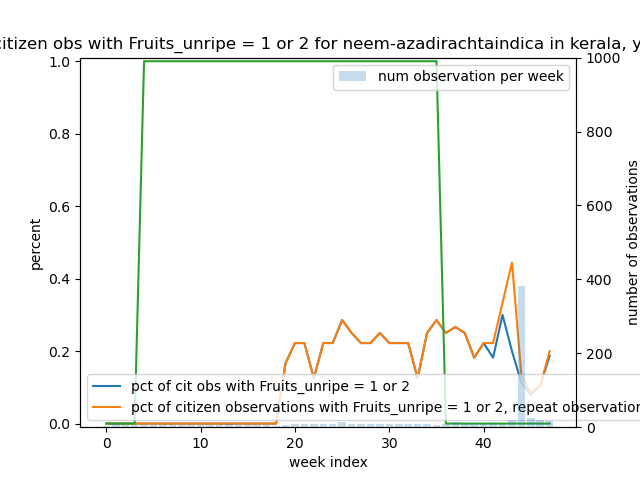 citizen obs with Fruits_unripe = 1 or 2 for neem-azadirachtaindica in kerala, y
num observation per week
1.0
0.8
0.6
0.4
0.2
0.0
percent
1000
800
600
400
200
0
number of observations
pct of cit obs with Fruits_unripe = 1 or 2
pct of citizen observations with Fruits_unripe = 1 or 2, repeat observation
0
10
20
30
40
week index